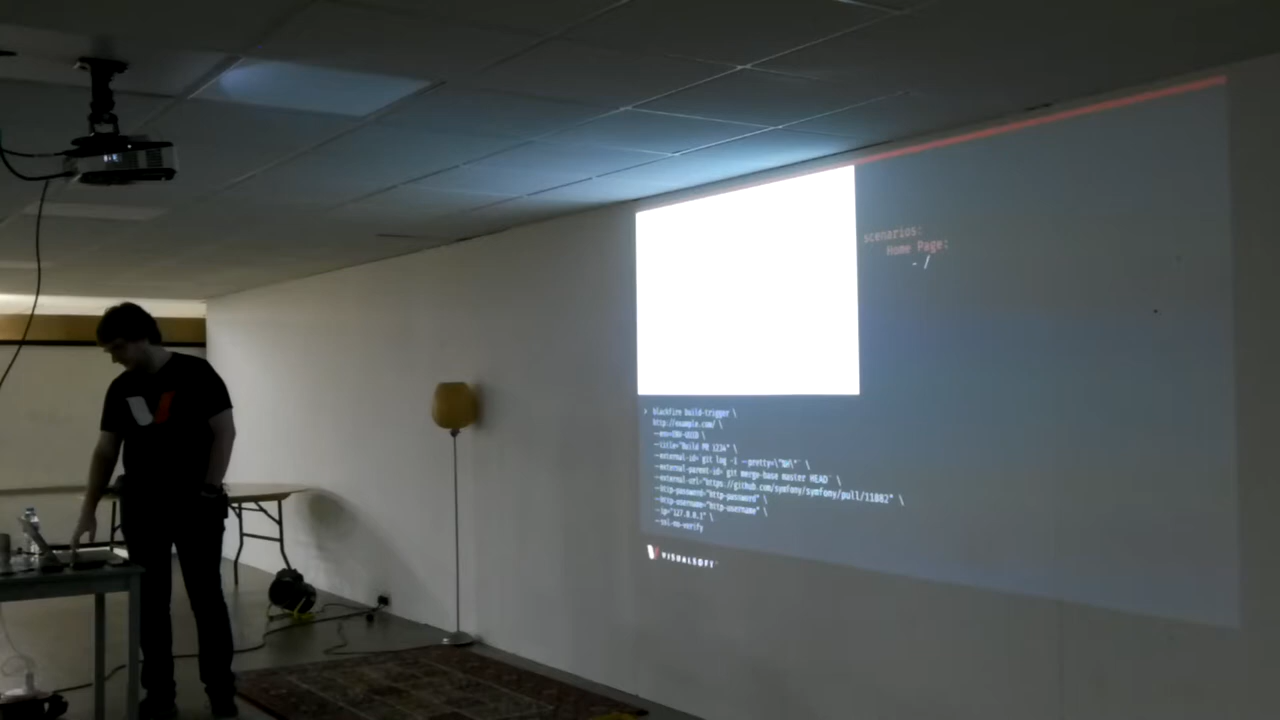 scenarios:
Home Page:
- /
> blackfire build-trigger \
http://example.com/ \
--env=ENV-UUID \
--title="Build PR 1234" \
--external-id=`git log -1 --pretty=\"%H\"` \
--external-parent-id=`git merge-base master HEAD` \
--external-url="https://github.com/symfony/symfony/pull/11882" \
--http-password="http-password" \
--http-username="http-username" \
--ip="127.0.0.1" \
--ssl-no-verify
VISUALSOFT